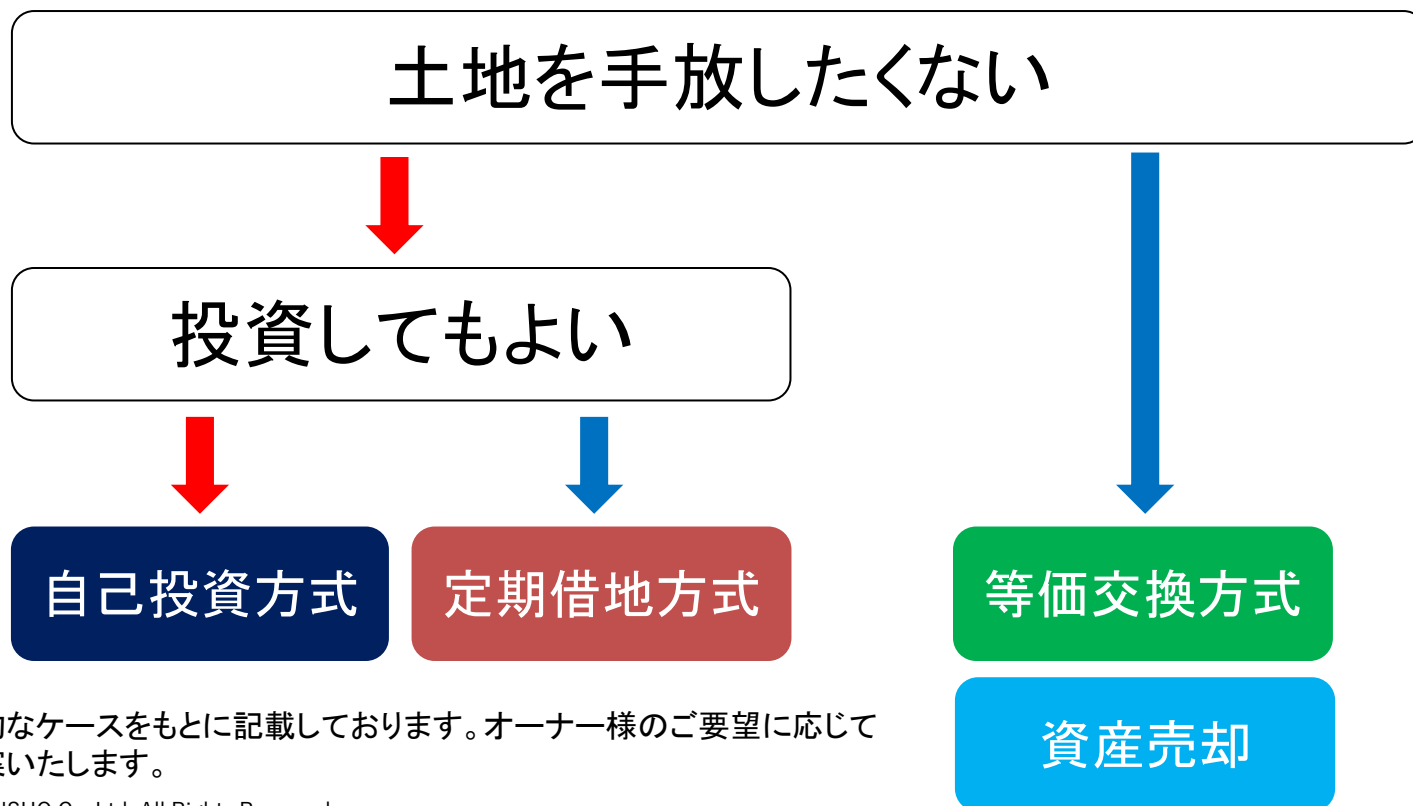 土地を手放したくない
投資してもよい
自己投資方式
定期借地方式
等価交換方式
資産売却
なケースをもとに記載しております。オーナー様のご要望に応じて
いたします。
All Rights Reserved